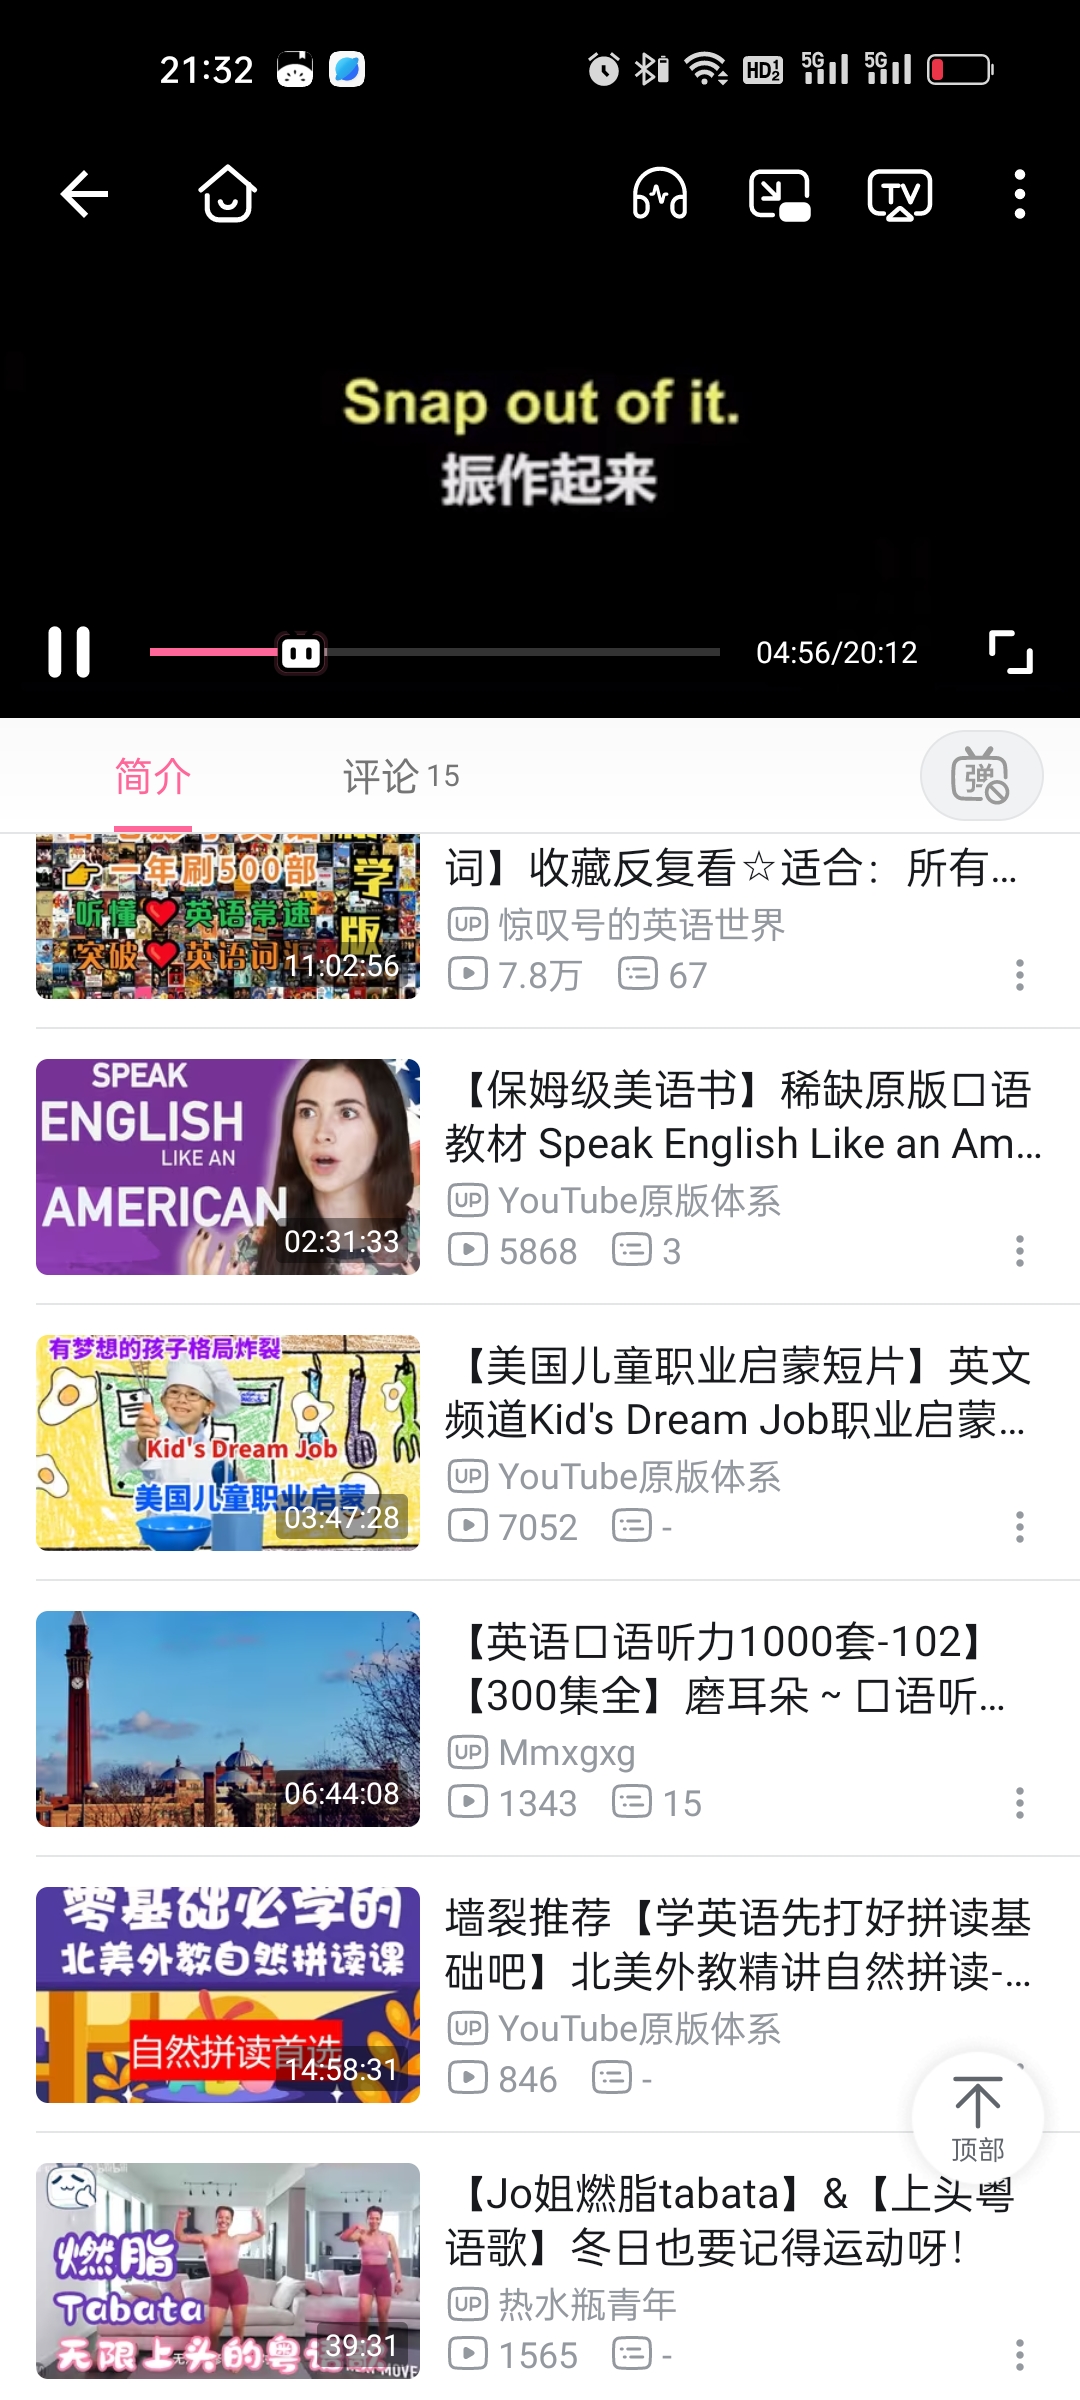 21:32
HD
5G
5G
TV
Snap out of it.
振作起来
04:56/20:12
简介
评论 15
弹
一年刷500部
听懂 英语常速
突破 英语词汇
学
版
11:02:56
词】收藏反复看☆适合：所有...
UP 惊叹号的英语世界
7.8万 67
SPEAK
ENGLISH
LIKE AN
AMERICAN
02:31:33
【保姆级美语书】稀缺原版口语
教材 Speak English Like an Am...
UP YouTube原版体系
5868 3
有梦想的孩子格局炸裂
Kid's Dream Job
美国儿童职业启蒙
03:47:28
【美国儿童职业启蒙短片】英文
频道Kid's Dream Job职业启蒙...
UP YouTube原版体系
7052 -
06:44:08
【英语口语听力1000套-102】
【300集全】磨耳朵 ~ 口语听...
UP Mmxgxg
1343 15
零基础必学的
北美外教自然拼读课
自然拼读首选
14:58:31
墙裂推荐【学英语先打好拼读基
础吧】北美外教精讲自然拼读-...
UP YouTube原版体系
846 -
顶部
燃脂
Tabata
无限上头的粤语
39:31
MOVE
【Jo姐燃脂tabata】&【上头粤
语歌】冬日也要记得运动呀！
UP 热水瓶青年
1565 -